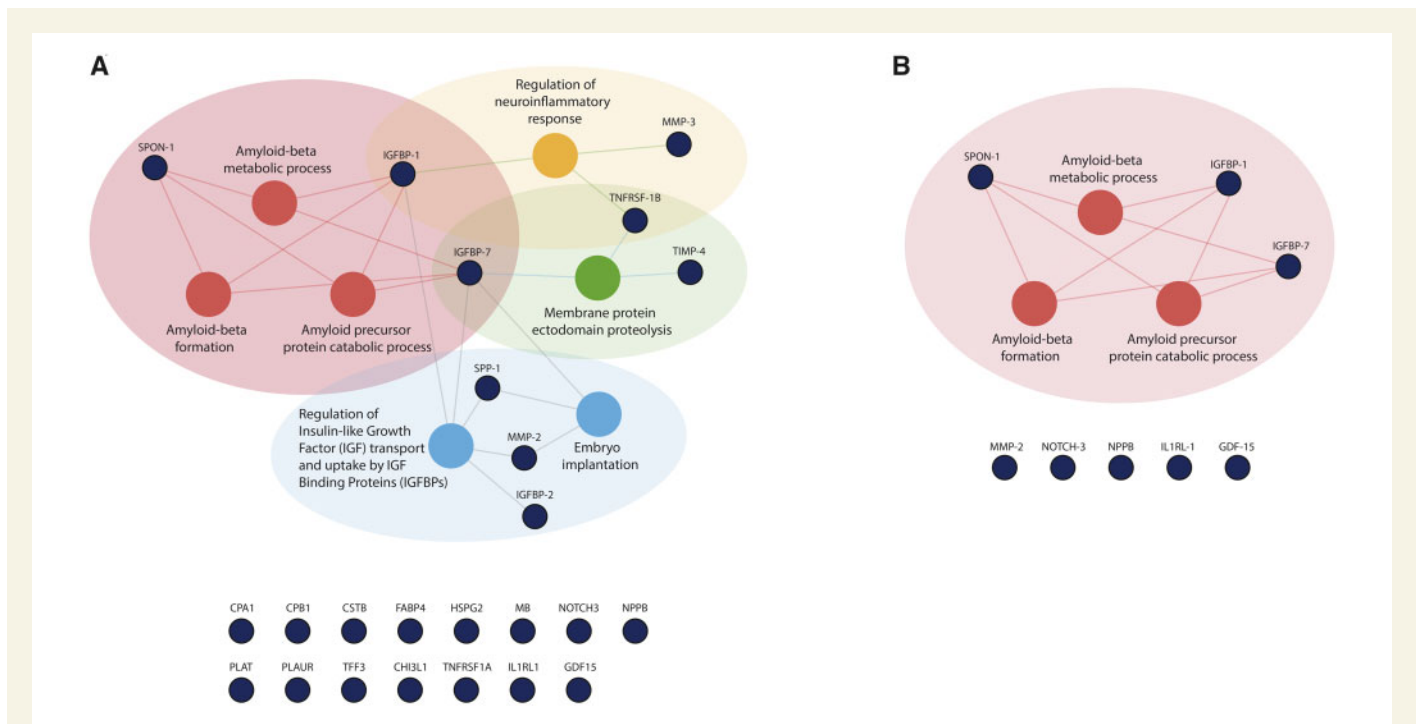 A
Regulation of
neuroinflammatory
response
MMP-3
SPON-1
Amyloid-beta
metabolic process
IGFBP-1
TNFRSF-1B
IGFBP-7
TIMP-4
Amyloid-beta
formation
Amyloid precursor
protein catabolic process
Membrane protein
ectodomain proteolysis
SPP-1
Regulation of
Insulin-like Growth
Factor (IGF) transport
and uptake by IGF
Binding Proteins (IGFBPs)
MMP-2
Embryo
implantation
IGFBP-2
CPA1 CPB1 CSTB FABP4 HSPG2 MB NOTCH3 NPPB
PLAT PLAUR TFF3 CHI3L1 TNFRSF1A IL1RL1 GDF15
B
SPON-1
Amyloid-beta
metabolic process
IGFBP-1
IGFBP-7
Amyloid-beta
formation
Amyloid precursor
protein catabolic process
MMP-2 NOTCH-3 NPPB IL1RL-1 GDF-15